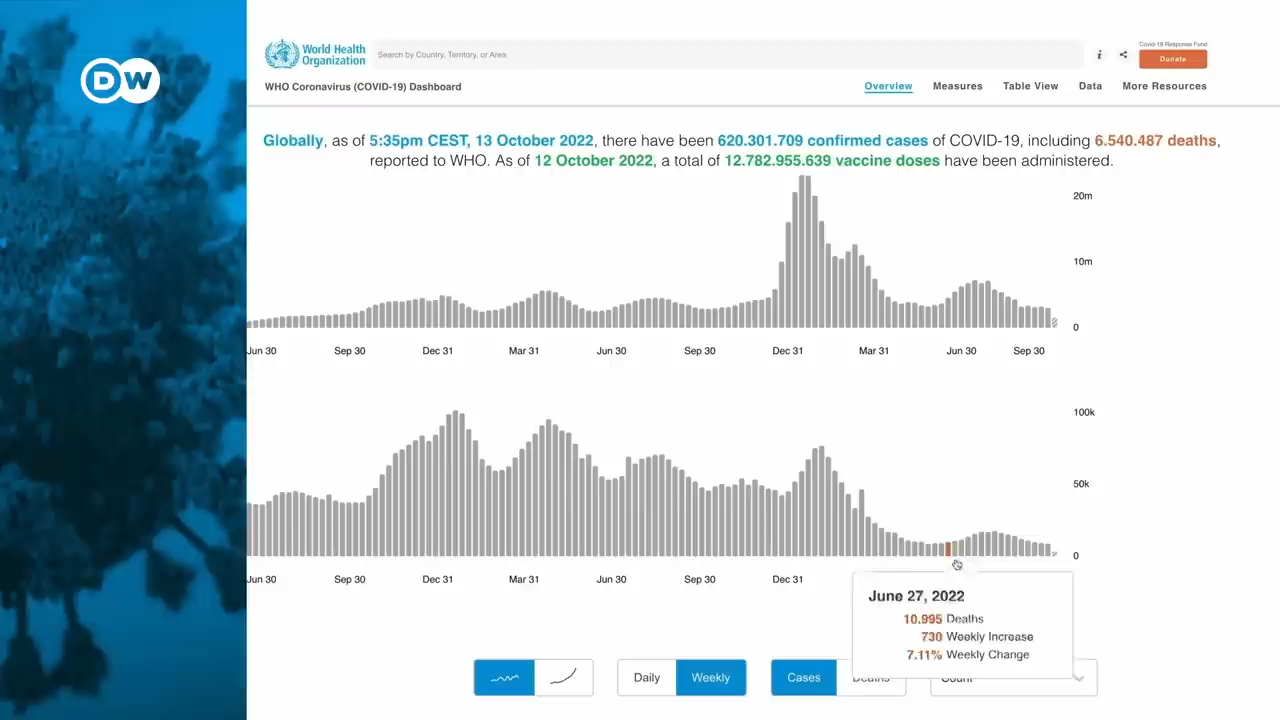 DW
World Health
Organization
Search by Country, Territory, or Area
i
Covid-19 Response Fund
Donate
WHO Coronavirus (COVID-19) Dashboard
Overview Measures Table View Data More Resources
Globally, as of 5:35pm CEST, 13 October 2022, there have been 620.301.709 confirmed cases of COVID-19, including 6.540.487 deaths,
reported to WHO. As of 12 October 2022, a total of 12.782.955.639 vaccine doses have been administered.
20m
10m
0
Jun 30 Sep 30 Dec 31 Mar 31 Jun 30 Sep 30 Dec 31 Mar 31 Jun 30 Sep 30
100k
50k
0
Jun 30 Sep 30 Dec 31 Mar 31 Jun 30 Sep 30 Dec 31
June 27, 2022
10.995 Deaths
730 Weekly Increase
7.11% Weekly Change
Daily Weekly Cases Deaths Count